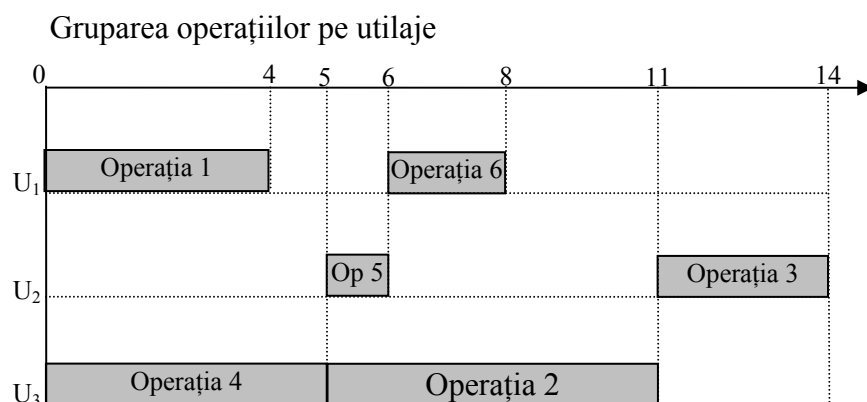 Gruparea operațiilor pe utilaje
0 4 5 6 8 11 14
Operația 1 Operația 6
U1
Op 5 Operația 3
U2
Operația 4 Operația 2
U3